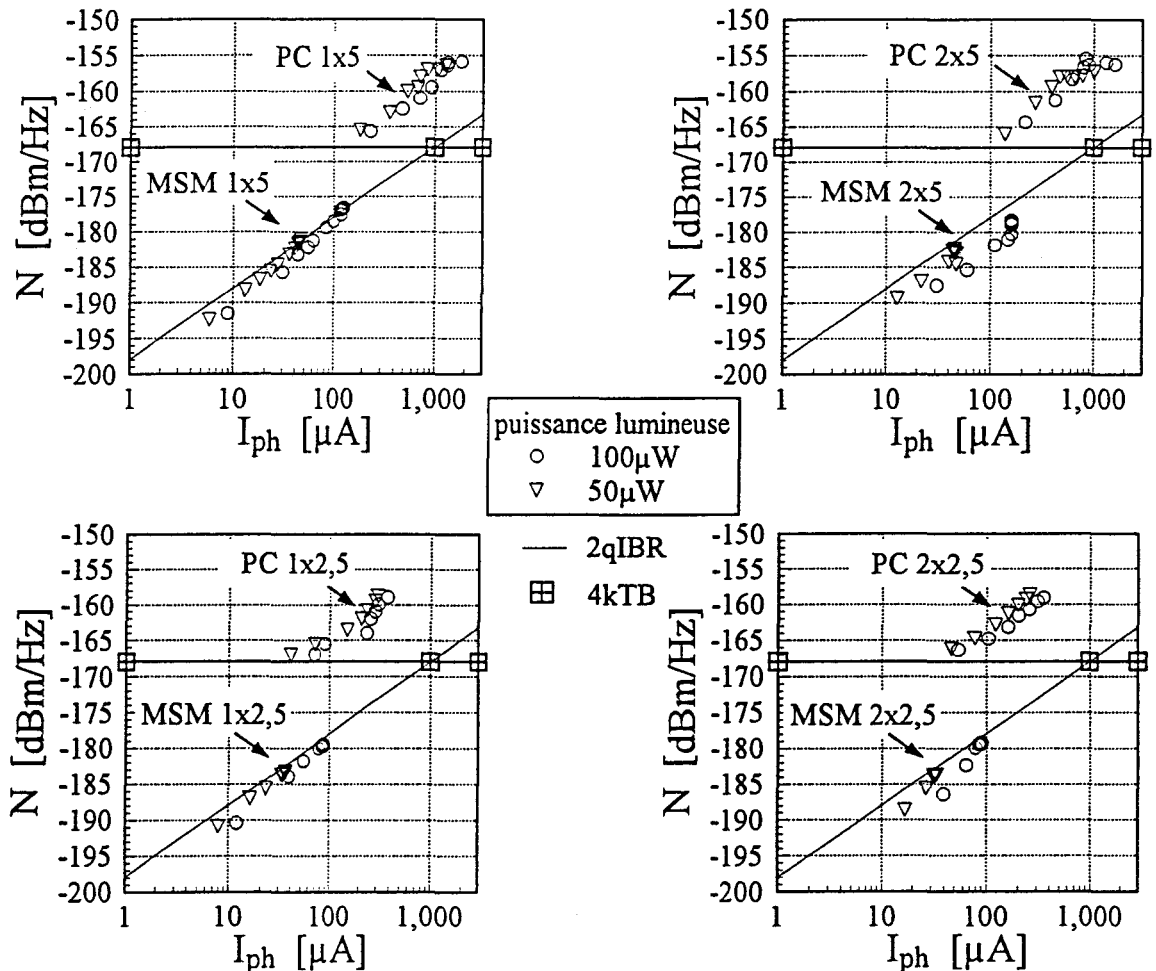 -150
-155
-160
-165
-170
-175
-180
-185
-190
-195
-200
N [dBm/Hz]
PC 1x5
MSM 1x5
1
10
100
1,000
I_ph [µA]
-150
-155
-160
-165
-170
-175
-180
-185
-190
-195
-200
N [dBm/Hz]
PC 2x5
MSM 2x5
1
10
100
1,000
I_ph [µA]
puissance lumineuse
100µW
50µW
2qIBR
4kTB
-150
-155
-160
-165
-170
-175
-180
-185
-190
-195
-200
N [dBm/Hz]
PC 1x2,5
MSM 1x2,5
1
10
100
1,000
I_ph [µA]
-150
-155
-160
-165
-170
-175
-180
-185
-190
-195
-200
N [dBm/Hz]
PC 2x2,5
MSM 2x2,5
1
10
100
1,000
I_ph [µA]